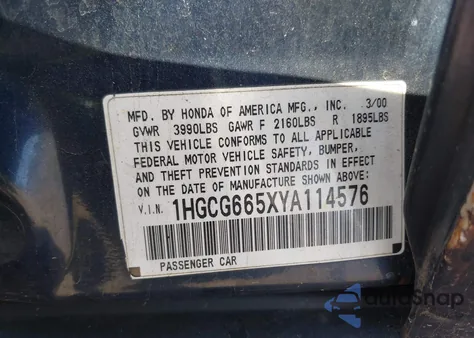 MFD. BY HONDA OF AMERICA MFG., INC. 3/00
GVWR 3990LBS GAWR F 2160LBS R 1895LBS
THIS VEHICLE CONFORMS TO ALL APPLICABLE
FEDERAL MOTOR VEHICLE SAFETY, BUMPER,
AND THEFT PREVENTION STANDARDS IN EFFECT
ON THE DATE OF MANUFACTURE SHOWN ABOVE:
V.I.N. 1HGCG665XYA114576
PASSENGER CAR
AutoSnap